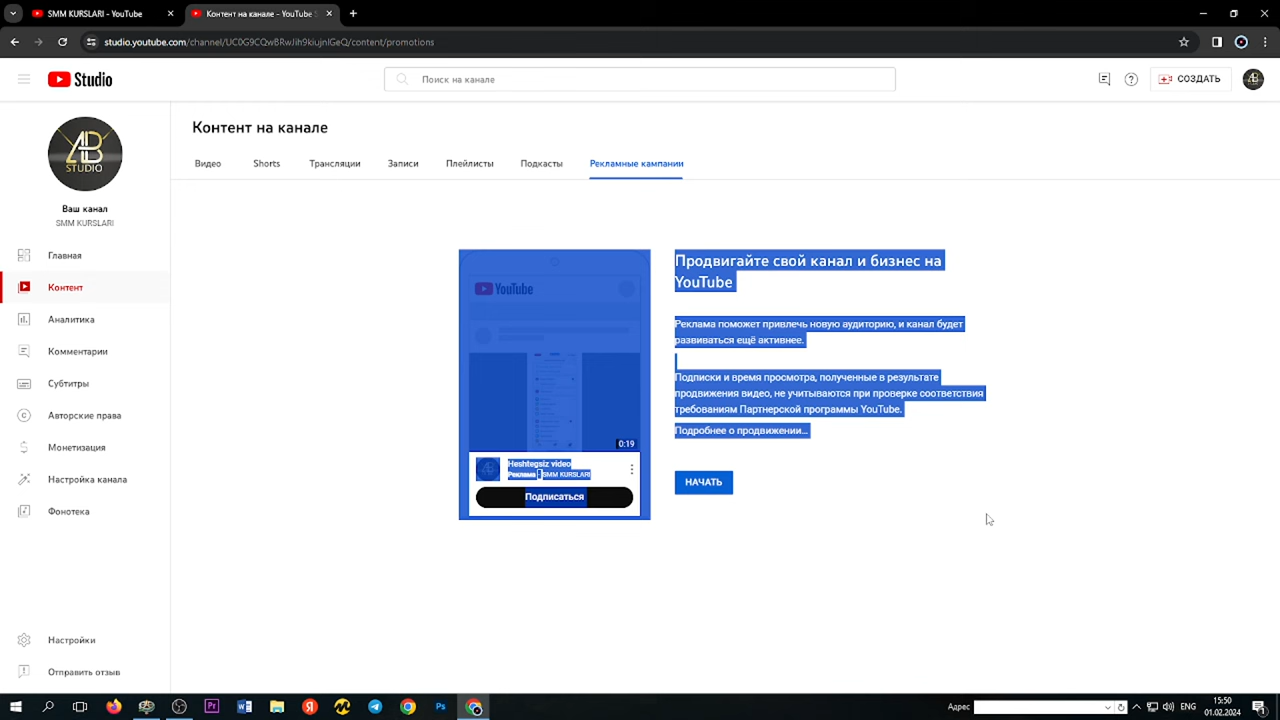 SMM KURSLARI - YouTube
Контент на канале - YouTube S
studio.youtube.com/channel/UC0G9CQwBRwJih9kiujnIGeQ/content/promotions
Studio
Поиск на канале
СОЗДАТЬ
Контент на канале
Видео Shorts Трансляции Записи Плейлисты Подкасты Рекламные кампании
AB
STUDIO
Ваш канал
SMM KURSLARI
Главная
Контент
Аналитика
Комментарии
Субтитры
Авторские права
Монетизация
Настройка канала
Фонотека
Настройки
Отправить отзыв
YouTube
0:19
Heshtegsiz video
Реклама SMM KURSLARI
Подписаться
Продвигайте свой канал и бизнес на
YouTube
Реклама поможет привлечь новую аудиторию, и канал будет
развиваться ещё активнее.
Подписки и время просмотра, полученные в результате
продвижения видео, не учитываются при проверке соответствия
требованиям Партнерской программы YouTube.
Подробнее о продвижении...
НАЧАТЬ
Адрес
ENG
15:50
01.02.2024